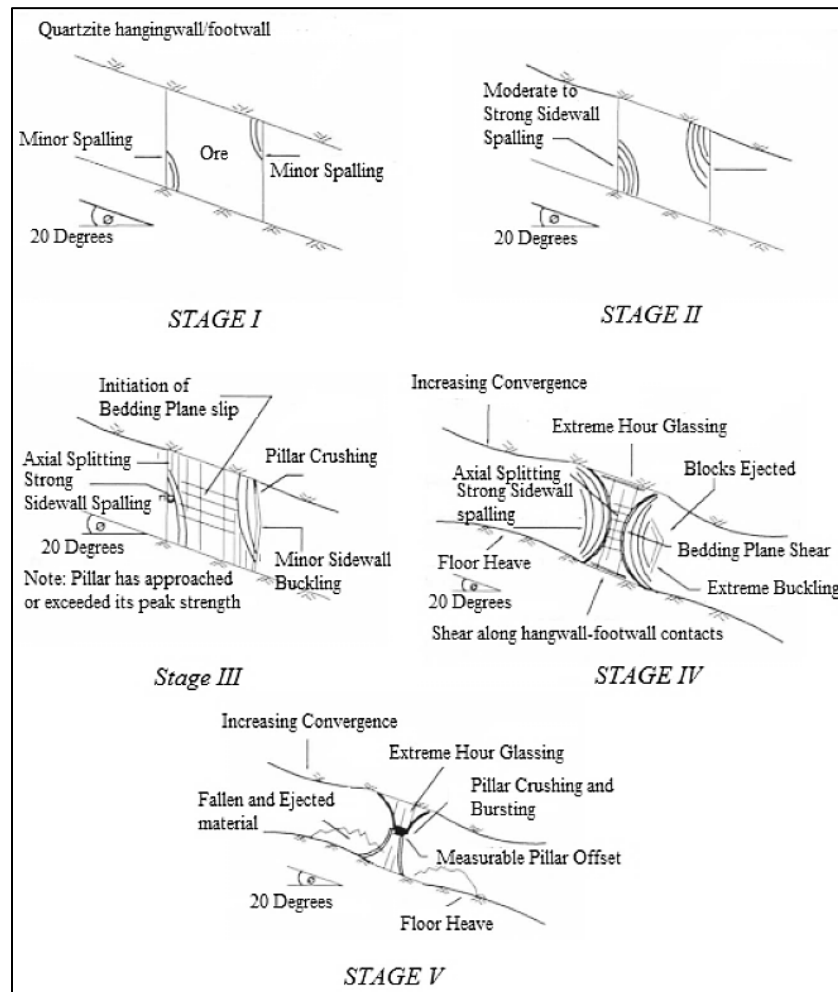 Quartzite hangingwall/footwall
Minor Spalling
Ore
Minor Spalling
20 Degrees
STAGE I
Moderate to
Strong Sidewall
Spalling
20 Degrees
STAGE II
Initiation of
Bedding Plane slip
Axial Splitting
Strong
Sidewall Spalling
Pillar Crushing
20 Degrees
Minor Sidewall
Buckling
Note: Pillar has approached
or exceeded its peak strength
Stage III
Increasing Convergence
Extreme Hour Glassing
Axial Splitting
Strong Sidewall
spalling
Blocks Ejected
Bedding Plane Shear
Floor Heave
Extreme Buckling
20 Degrees
Shear along hangwall-footwall contacts
STAGE IV
Increasing Convergence
Extreme Hour Glassing
Fallen and Ejected
material
Pillar Crushing and
Bursting
Measurable Pillar Offset
20 Degrees
Floor Heave
STAGE V